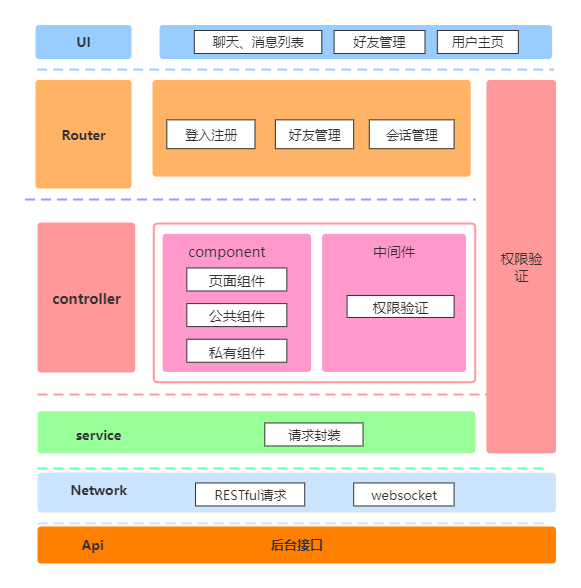 UI
聊天、消息列表
好友管理
用户主页
Router
登入注册
好友管理
会话管理
权限验
证
controller
component
页面组件
公共组件
私有组件
中间件
权限验证
service
请求封装
Network
RESTful请求
websocket
Api
后台接口